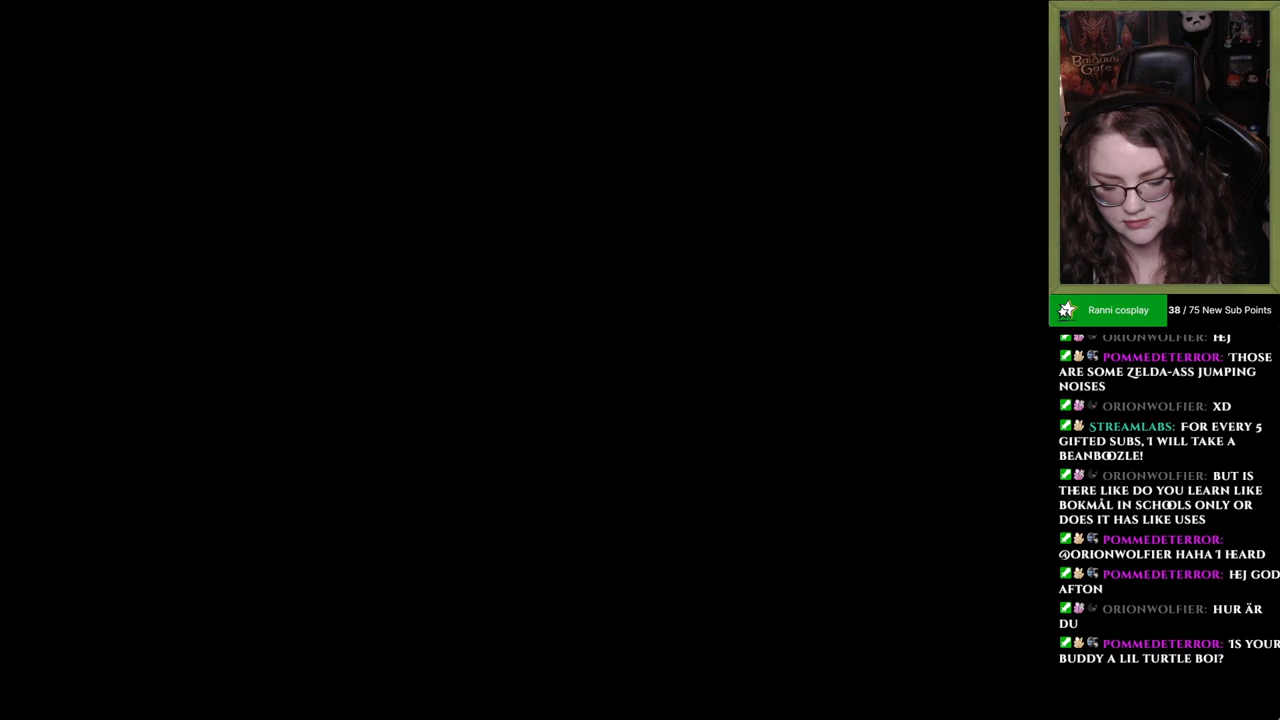 Baldur's
Gate
Ranni cosplay 38 / 75 New Sub Points
ORIONWOLFIER: HEJ
POMMEDETERROR: THOSE
ARE SOME ZELDA-ASS JUMPING
NOISES
ORIONWOLFIER: XD
STREAMLABS: FOR EVERY 5
GIFTED SUBS, I WILL TAKE A
BEANBOOZLE!
ORIONWOLFIER: BUT IS
THERE LIKE DO YOU LEARN LIKE
BOKMÅL IN SCHOOLS ONLY OR
DOES IT HAS LIKE USES
POMMEDETERROR:
@ORIONWOLFIER HAHA I HEARD
POMMEDETERROR: HEJ GOD
AFTON
ORIONWOLFIER: HUR ÄR
DU
POMMEDETERROR: IS YOUR
BUDDY A LIL TURTLE BOI?